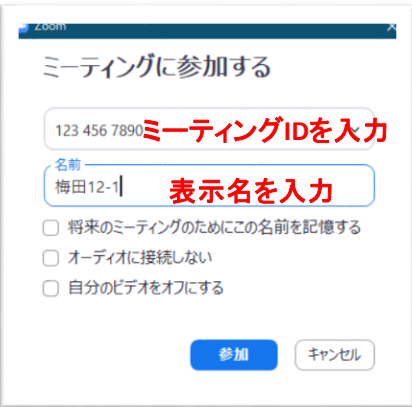 Zoom
ミーティングに参加する
123 456 7890 ミーティングIDを入力
名前
梅田12-1 表示名を入力
将来のミーティングのためにこの名前を記憶する
オーディオに接続しない
自分のビデオをオフにする
参加 キャンセル